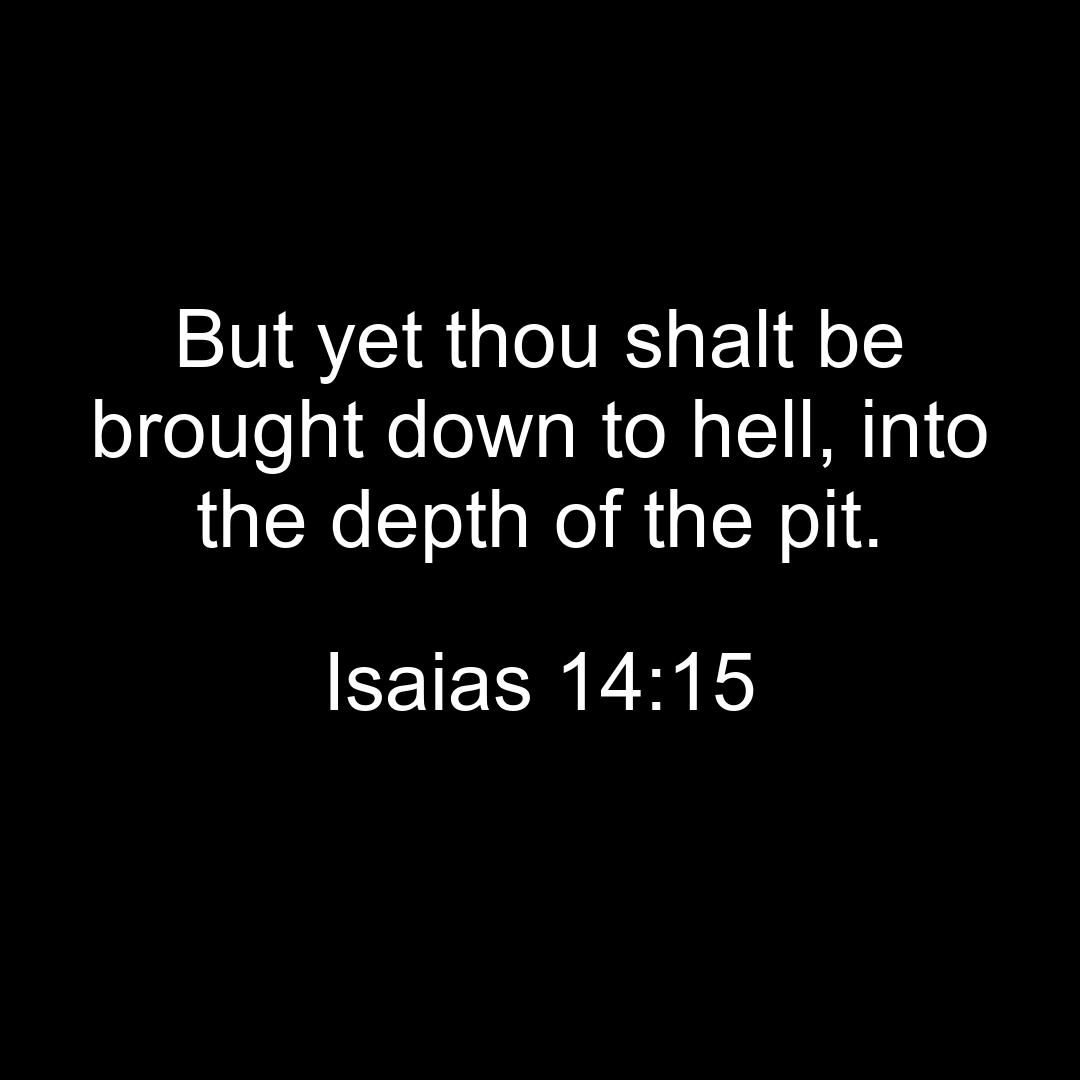 But yet thou shalt be
brought down to hell, into
the depth of the pit.
Isaias 14:15